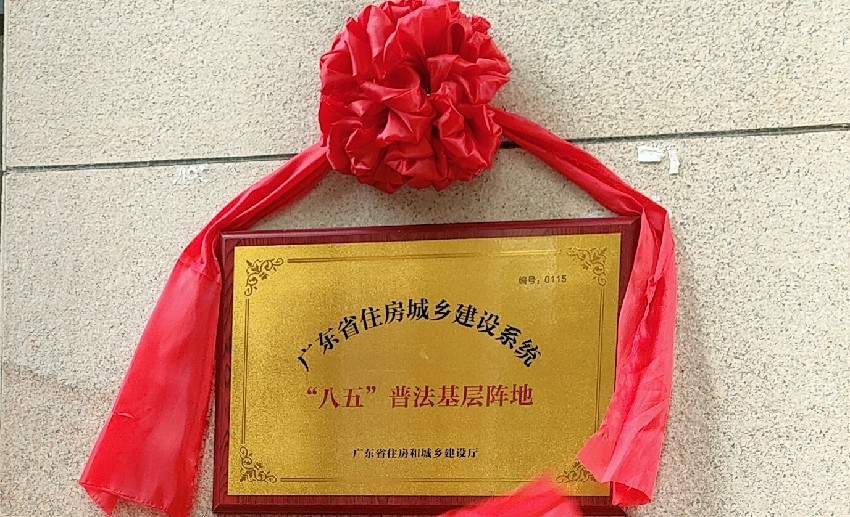 编号：0115
广东省住房城乡建设系统
“八五”普法基层阵地
广东省住房和城乡建设厅